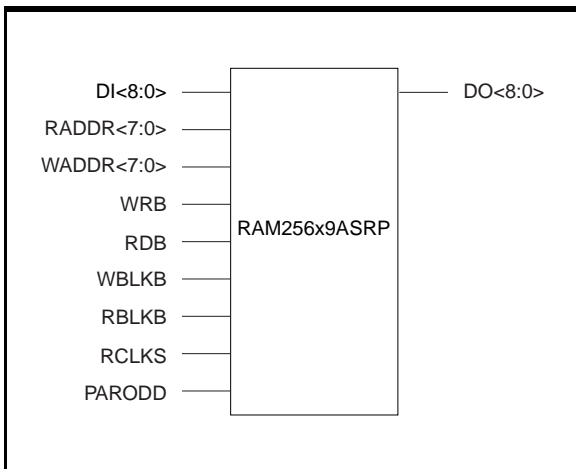 DI<8:0>
DO<8:0>
RADDR<7:0>
WADDR<7:0>
WRB
RAM256x9ASRP
RDB
WBLKB
RBLKB
RCLKS
PARODD